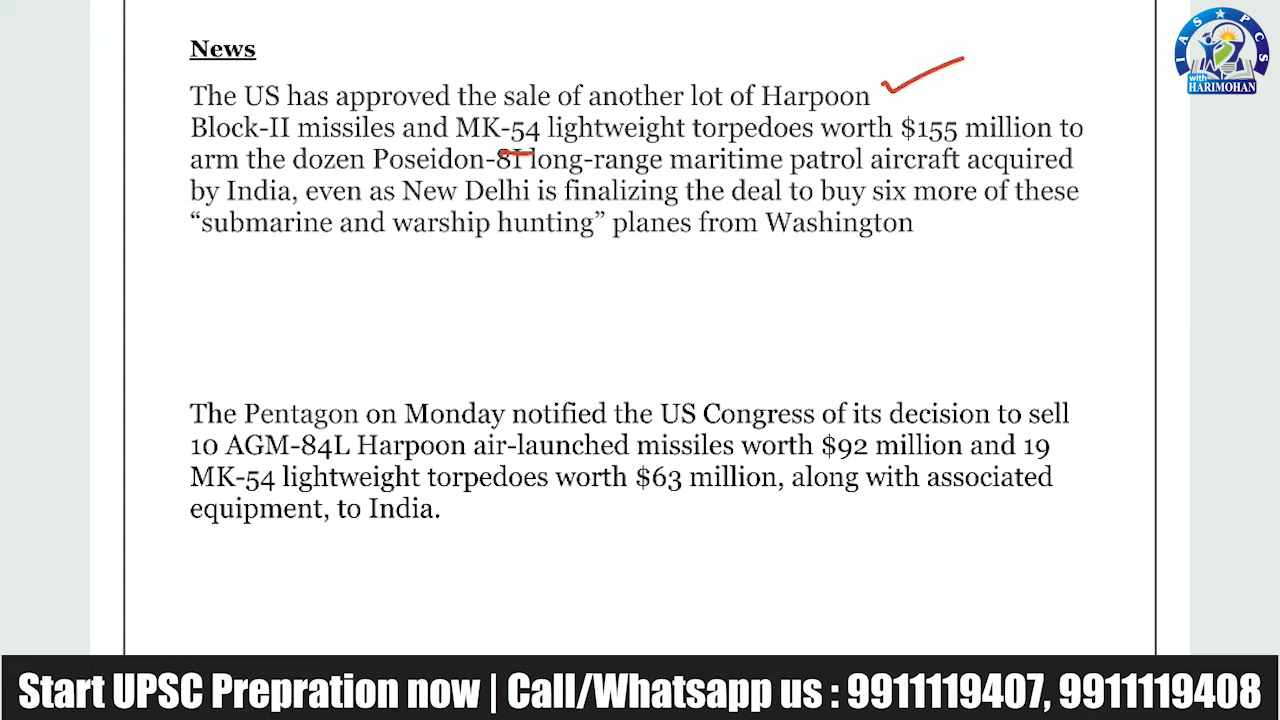 News
The US has approved the sale of another lot of Harpoon
Block-II missiles and MK-54 lightweight torpedoes worth $155 million to
arm the dozen Poseidon-8I long-range maritime patrol aircraft acquired
by India, even as New Delhi is finalizing the deal to buy six more of these
“submarine and warship hunting” planes from Washington
The Pentagon on Monday notified the US Congress of its decision to sell
10 AGM-84L Harpoon air-launched missiles worth $92 million and 19
MK-54 lightweight torpedoes worth $63 million, along with associated
equipment, to India.
IAS PCS
with
HARIMOHAN
Start UPSC Prepration now | Call/Whatsapp us : 9911119407, 9911119408